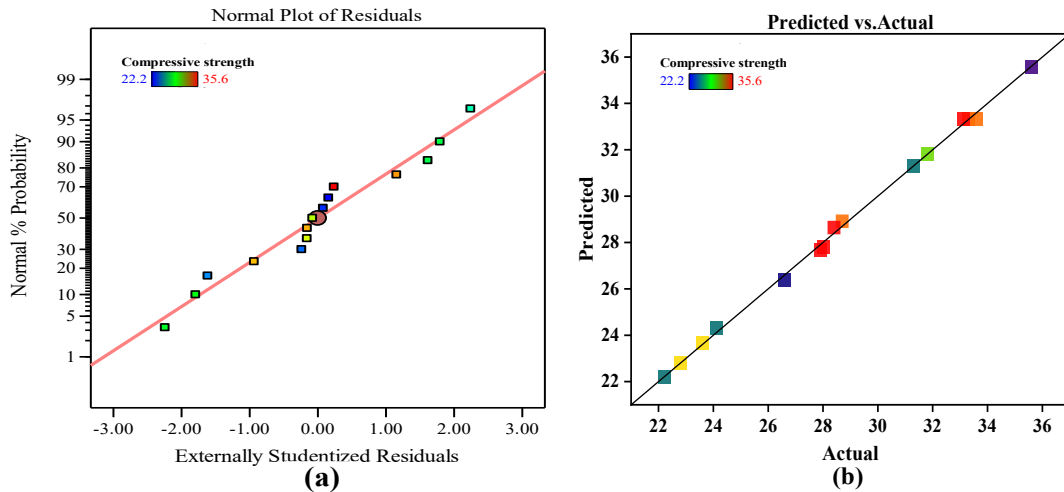 Normal Plot of Residuals
Compressive strength
22.2 35.6
Normal % Probability
99
95
90
80
70
50
30
20
10
5
1
-3.00 -2.00 -1.00 0.00 1.00 2.00 3.00
Externally Studentized Residuals
(a)
Predicted vs.Actual
Compressive strength
22.2 35.6
Predicted
36
34
32
30
28
26
24
22
22 24 26 28 30 32 34 36
Actual
(b)